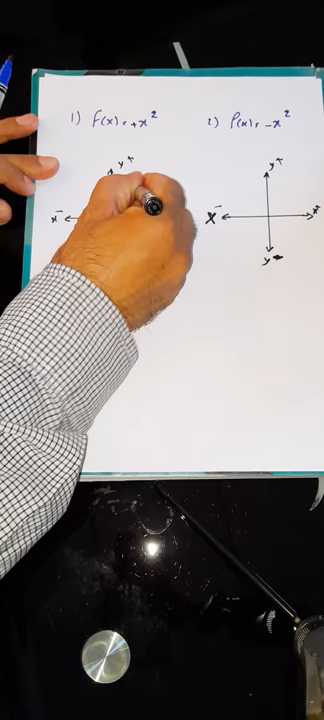 1) F(x)=+x² 2) P(x)=-x²
y+ y+
x- x- x+
y-